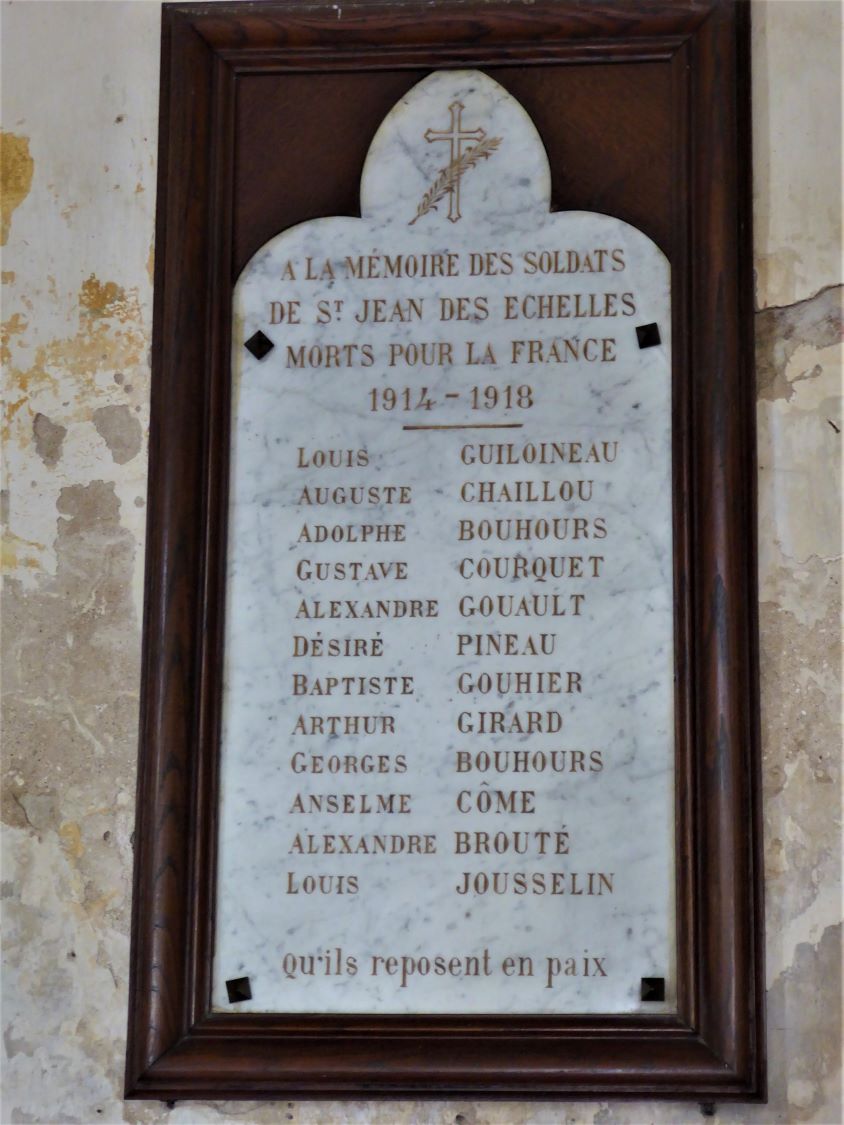 A LA MÉMOIRE DES SOLDATS
DE ST JEAN DES ECHELLES
MORTS POUR LA FRANCE
1914-1918
LOUIS GUILOINEAU
AUGUSTE CHAILLOU
ADOLPHE BOUHOURS
GUSTAVE COURQUET
ALEXANDRE GOUAULT
DÉSIRÉ PINEAU
BAPTISTE GOUHIER
ARTHUR GIRARD
GEORGES BOUHOURS
ANSELME CÔME
ALEXANDRE BROUTÉ
LOUIS JOUSSELIN
Qu'ils reposent en paix